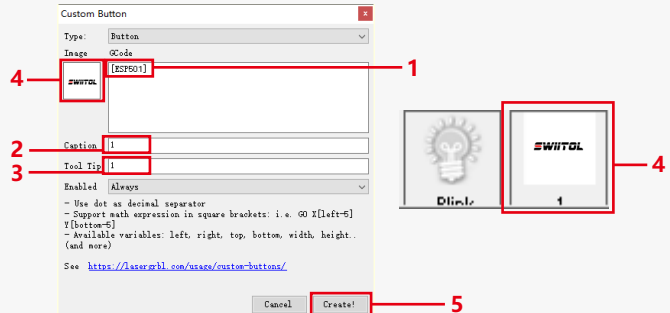 Custom Button
x
Type:
Button
Image
GCode
[ESP501]
1
4
SWIITOL
2
Caption
1
3
Tool Tip
1
Enabled
Always
- Use dot as decimal separator
- Support math expression in square brackets: i.e. G0 X[left-5]
Y[bottom-5]
- Available variables: left, right, top, bottom, width, height..
(and more)
See https://lasergrbl.com/usage/custom-buttons/
Cancel
Create!
5
Blink
SWIITOL
1
4